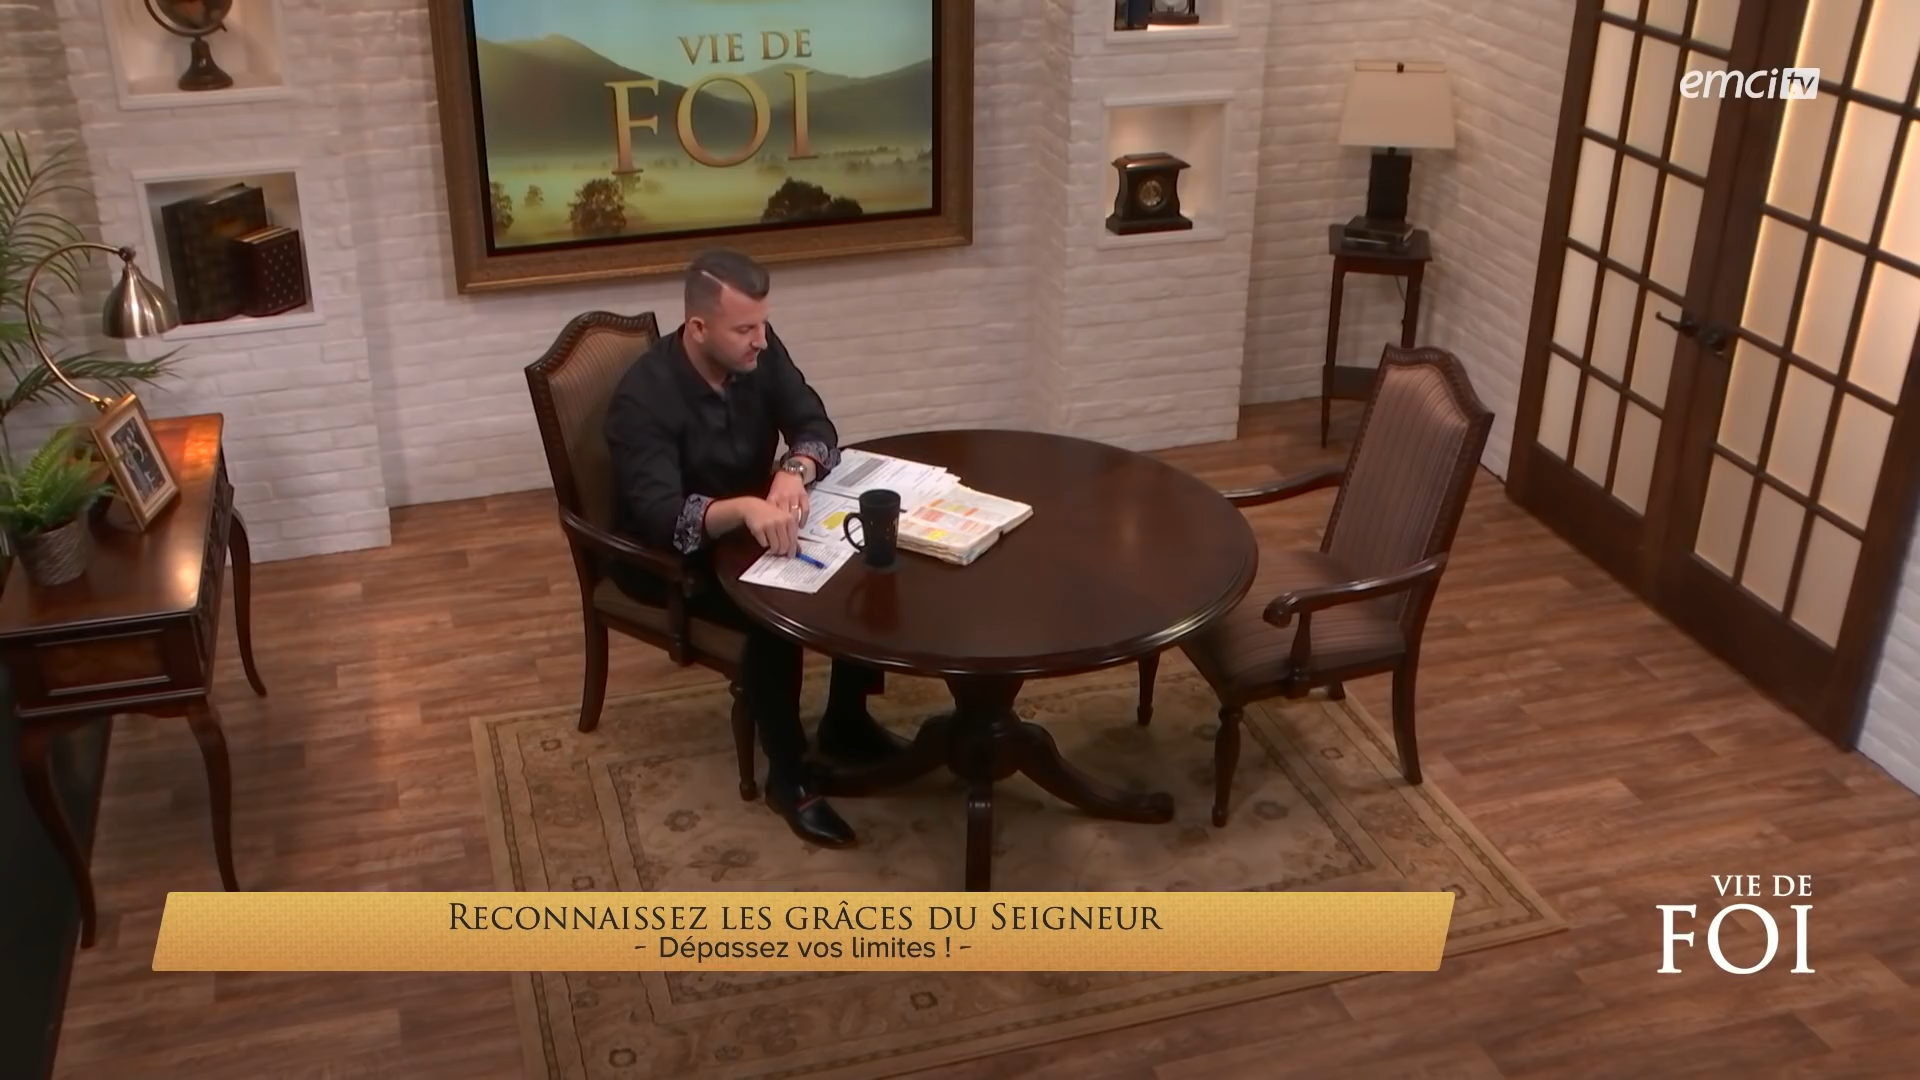 VIE DE
FOI
emci tv
RECONNAISSEZ LES GRÂCES DU SEIGNEUR
- Dépassez vos limites ! -
VIE DE
FOI